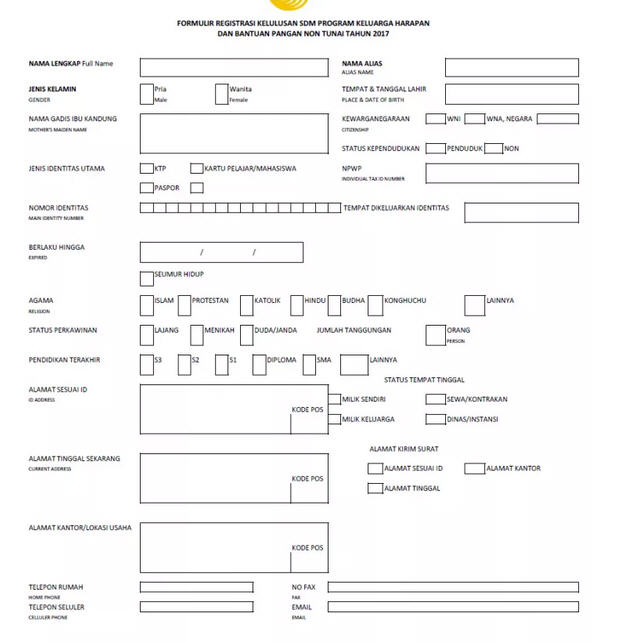 FORMULIR REGISTRASI KELULUSAN SDM PROGRAM KELUARGA HARAPAN
DAN BANTUAN PANGAN NON TUNAI TAHUN 2017
NAMA LENGKAP Full Name
NAMA ALIAS
ALIAS NAME
JENIS KELAMIN
GENDER
Pria
Male
Wanita
Female
TEMPAT & TANGGAL LAHIR
PLACE & DATE OF BIRTH
NAMA GADIS IBU KANDUNG
MOTHER'S MAIDEN NAME
KEWARGANEGARAAN
CITIZENSHIP
WNI
WNA, NEGARA
STATUS KEPENDUDUKAN
PENDUDUK
NON
JENIS IDENTITAS UTAMA
KTP
KARTU PELAJAR/MAHASISWA
PASPOR
NPWP
INDIVIDUAL TAX ID NUMBER
NOMOR IDENTITAS
MAIN IDENTITY NUMBER
TEMPAT DIKELUARKAN IDENTITAS
BERLAKU HINGGA
EXPIRED
/ /
SEUMUR HIDUP
AGAMA
RELIGION
ISLAM
PROTESTAN
KATOLIK
HINDU
BUDHA
KONGHUCHU
LAINNYA
STATUS PERKAWINAN
LAJANG
MENIKAH
DUDA/JANDA
JUMLAH TANGGUNGAN
ORANG
PERSON
PENDIDIKAN TERAKHIR
S3
S2
S1
DIPLOMA
SMA
LAINNYA
STATUS TEMPAT TINGGAL
ALAMAT SESUAI ID
ID ADDRESS
KODE POS
MILIK SENDIRI
SEWA/KONTRAKAN
MILIK KELUARGA
DINAS/INSTANSI
ALAMAT KIRIM SURAT
ALAMAT TINGGAL SEKARANG
CURRENT ADDRESS
KODE POS
ALAMAT SESUAI ID
ALAMAT KANTOR
ALAMAT TINGGAL
ALAMAT KANTOR/LOKASI USAHA
KODE POS
TELEPON RUMAH
HOME PHONE
NO FAX
FAX
TELEPON SELULER
CELLULER PHONE
EMAIL
EMAIL